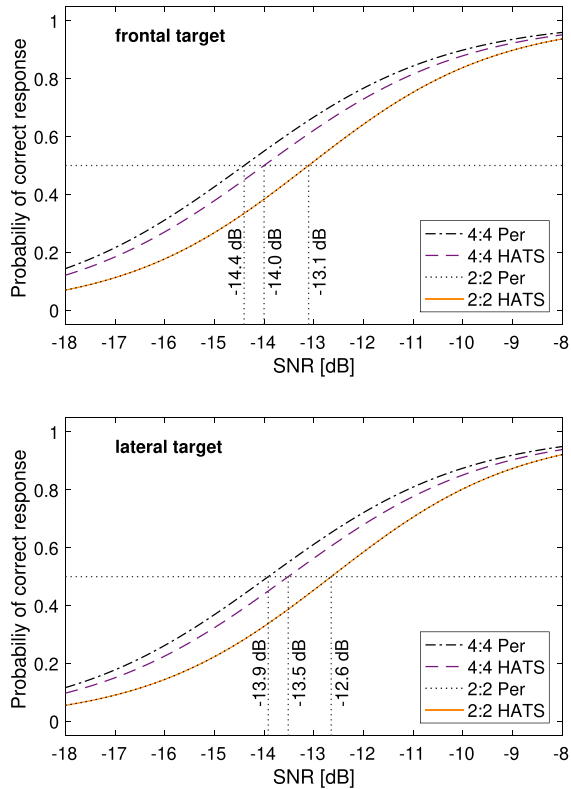 frontal target
Probabiliy of correct response
1
0.8
0.6
0.4
0.2
0
-14.4 dB
-14.0 dB
-13.1 dB
4:4 Per
4:4 HATS
2:2 Per
2:2 HATS
-18 -17 -16 -15 -14 -13 -12 -11 -10 -9 -8
SNR [dB]
lateral target
Probabiliy of correct response
1
0.8
0.6
0.4
0.2
0
-13.9 dB
-13.5 dB
-12.6 dB
4:4 Per
4:4 HATS
2:2 Per
2:2 HATS
-18 -17 -16 -15 -14 -13 -12 -11 -10 -9 -8
SNR [dB]